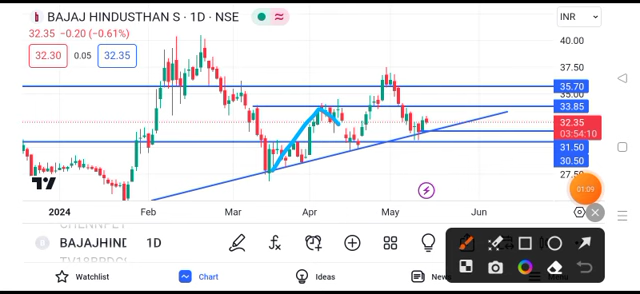 BAJAJ HINDUSTHAN S · 1D · NSE
INR
32.35 −0.20 (−0.61%)
32.30 0.05 32.35
40.00
37.50
35.70
35.00
33.85
32.35
03:54:10
31.50
30.50
27.50
01:09
2024 Feb Mar Apr May Jun
BAJAJHIND 1D
Watchlist Chart Ideas News Menu